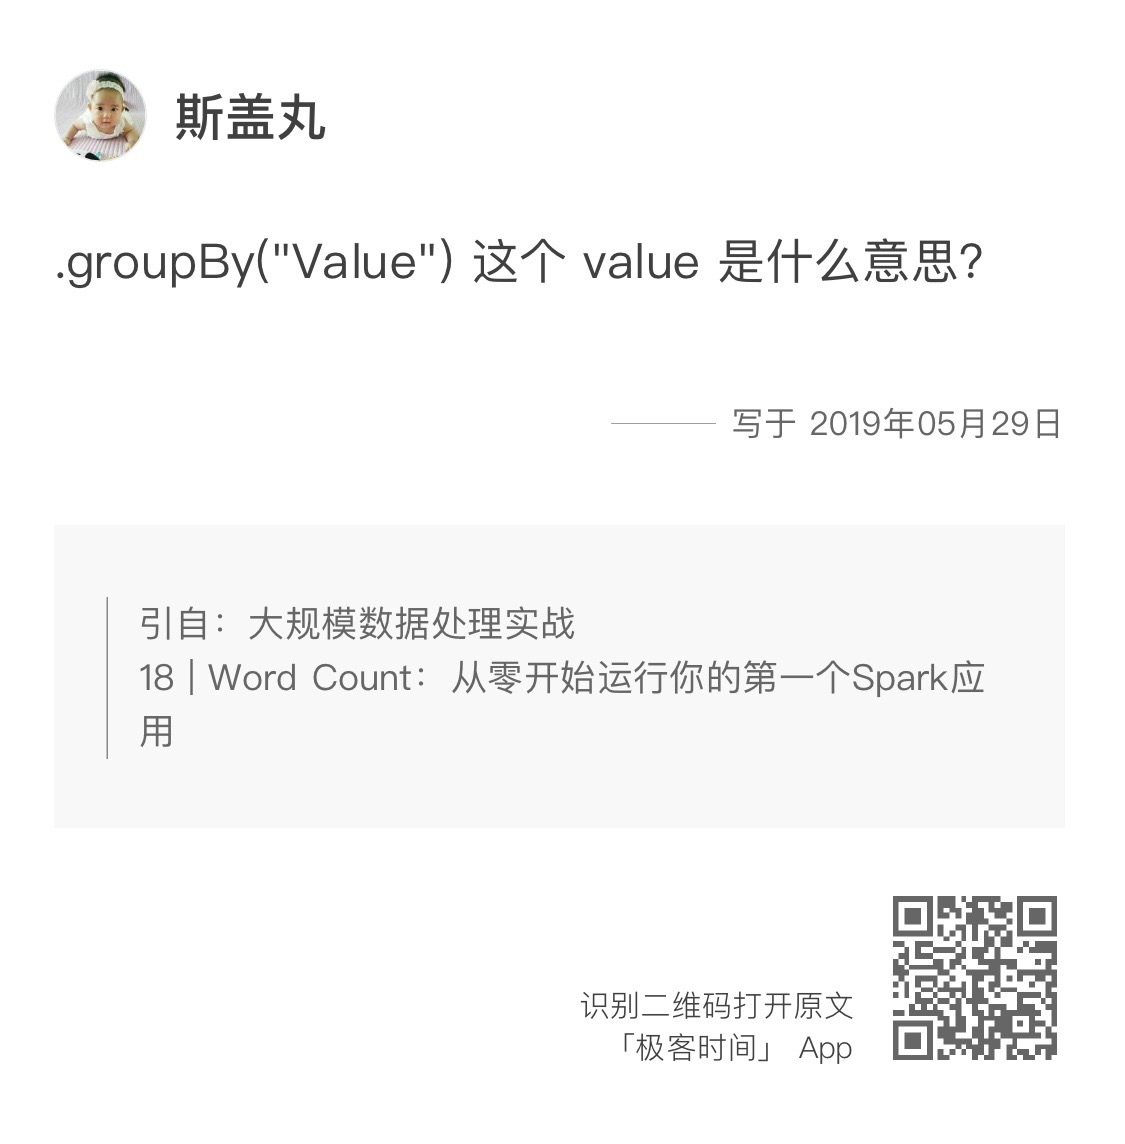 斯盖丸
.groupBy("Value") 这个 value 是什么意思？
写于 2019年05月29日
引自：大规模数据处理实战
18 | Word Count：从零开始运行你的第一个Spark应
用
识别二维码打开原文
「极客时间」 App